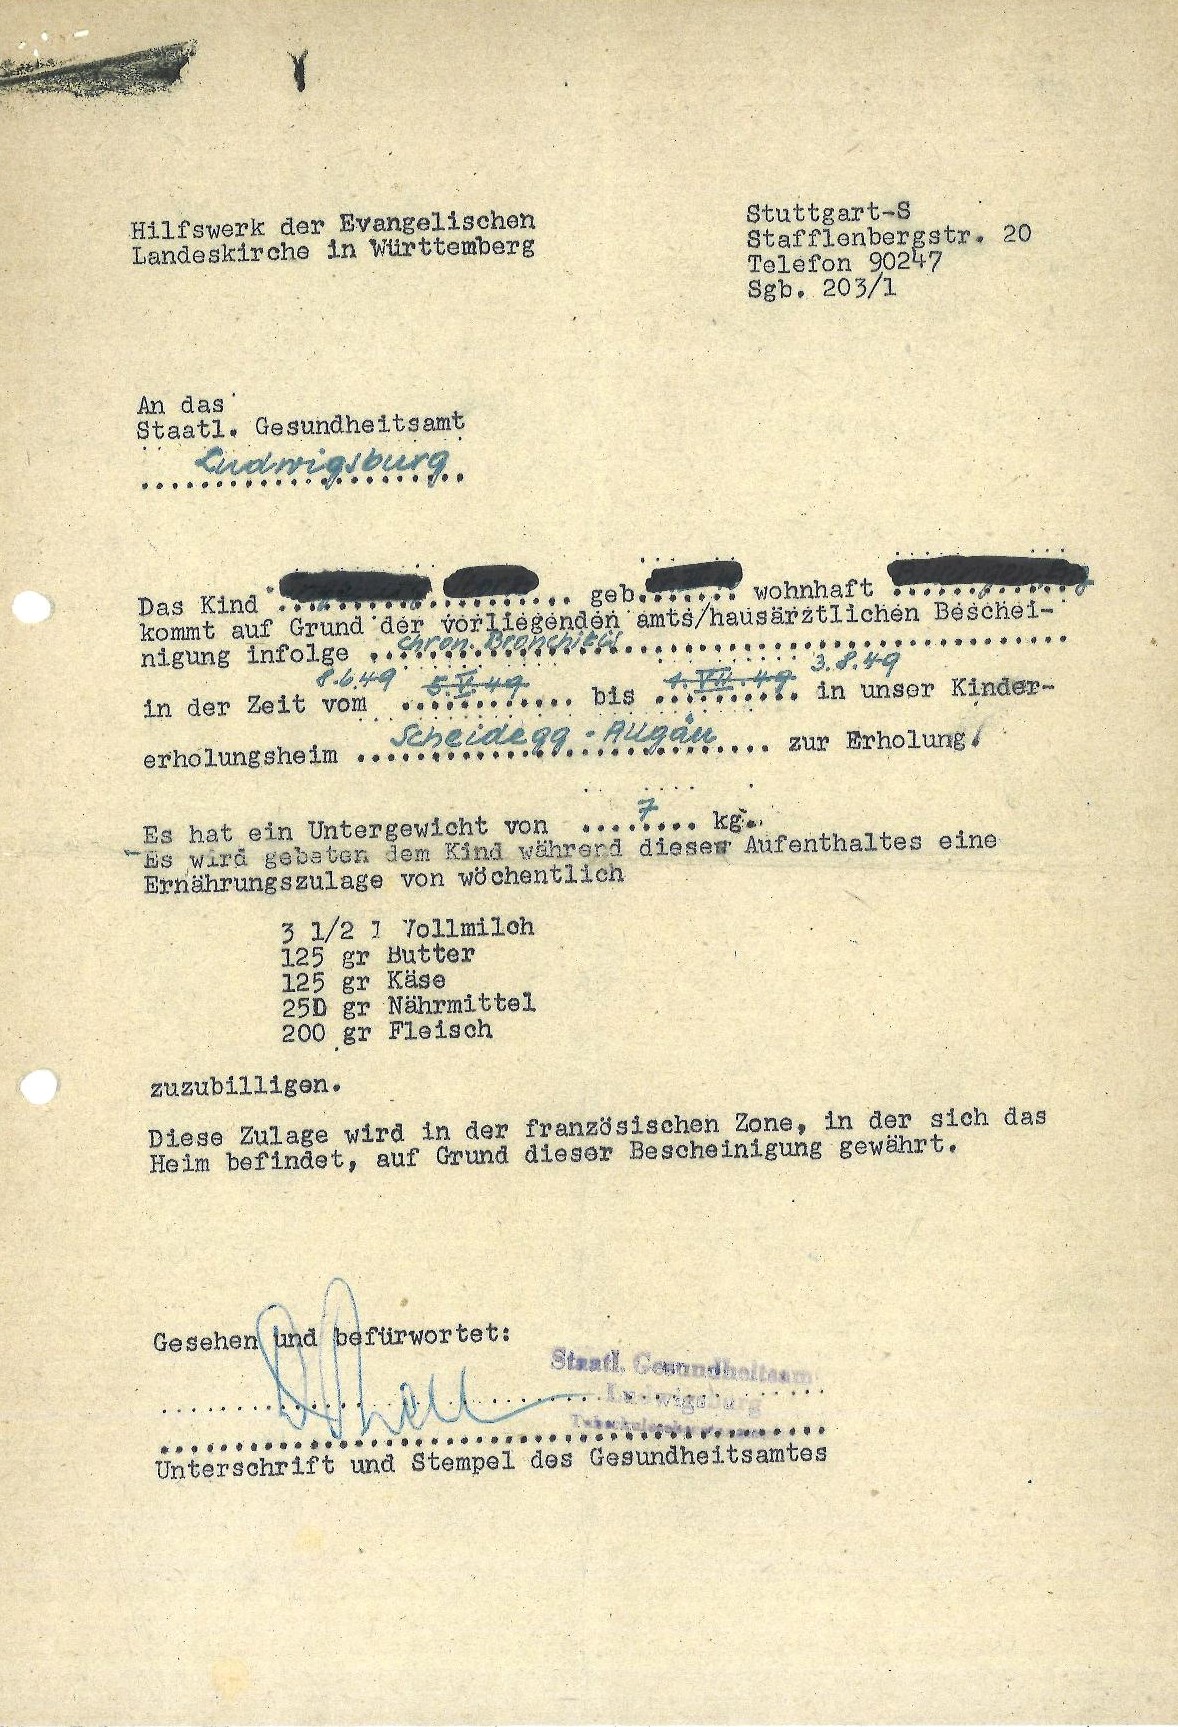 Hilfswerk der Evangelischen
Landeskirche in Württemberg
Stuttgart-S
Stafflenbergstr. 20
Telefon 90247
Sgb. 203/1
An das
Staatl. Gesundheitsamt
Ludwigsburg
Das Kind .................... geb....... wohnhaft .............
kommt auf Grund der vorliegenden amts/hausärztlichen Beschei-
nigung infolge chron. Bronchitis
8.6.49 5.V.49 1.VII.49 3.8.49
in der Zeit vom ............ bis .......... in unser Kinder-
erholungsheim Scheidegg - Allgäu zur Erholung.
Es hat ein Untergewicht von 7 kg.
Es wird gebeten dem Kind während dieses Aufenthaltes eine
Ernährungszulage von wöchentlich
3 1/2 l Vollmilch
125 gr Butter
125 gr Käse
250 gr Nährmittel
200 gr Fleisch
zuzubilligen.
Diese Zulage wird in der französischen Zone, in der sich das
Heim befindet, auf Grund dieser Bescheinigung gewährt.
Gesehen und befürwortet:
Staatl. Gesundheitsam
Ludwigsburg
Unterschrift und Stempel des Gesundheitsamtes